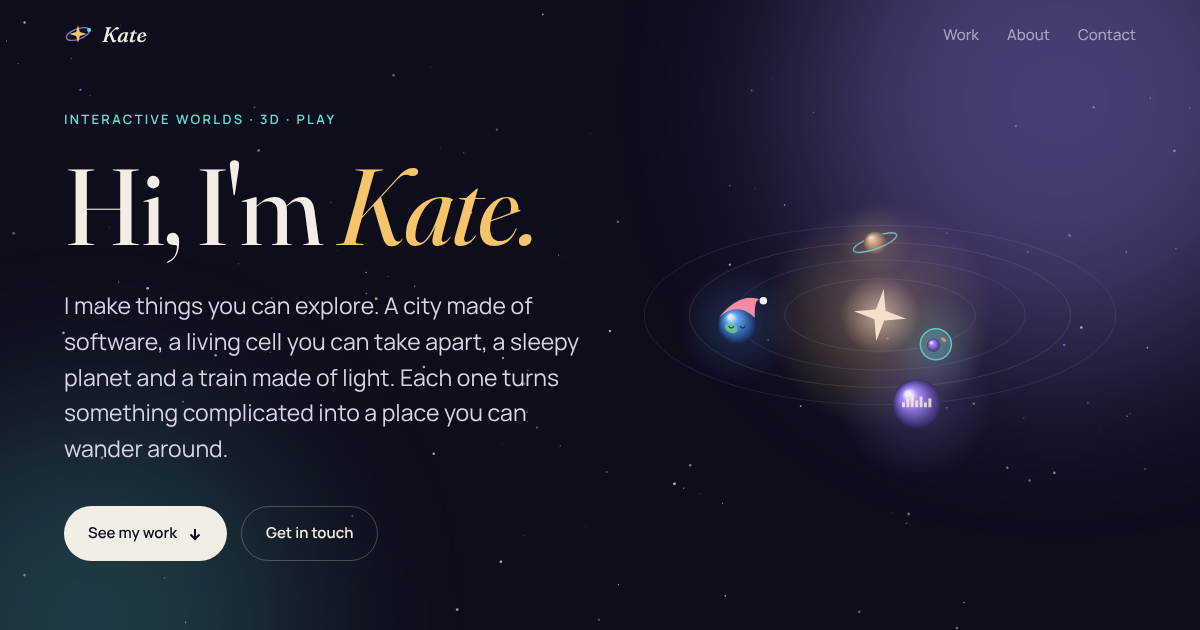 Kate
Work
About
Contact
INTERACTIVE WORLDS · 3D · PLAY
Hi, I'm Kate.
I make things you can explore. A city made of
software, a living cell you can take apart, a sleepy
planet and a train made of light. Each one turns
something complicated into a place you can
wander around.
See my work ↓
Get in touch